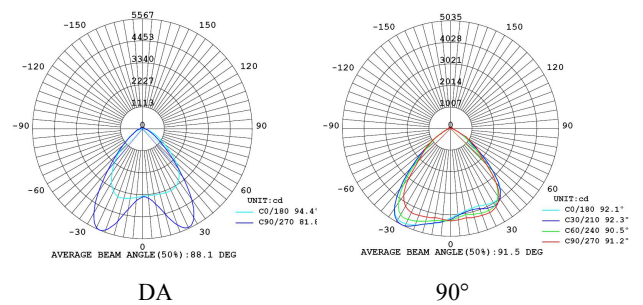 5567
-150 150
4453
3340
-120 120
2227
1113
-90 0 90
-60 60
-30 30
0
UNIT:cd
C0/180 94.4°
C90/270 81.8
AVERAGE BEAM ANGLE(50%):88.1 DEG
DA
5035
-150 150
4028
3021
-120 120
2014
1007
-90 0 90
-60 60
-30 30
0
UNIT:cd
C0/180 92.1°
C30/210 92.3°
C60/240 90.5°
C90/270 91.2°
AVERAGE BEAM ANGLE(50%):91.5 DEG
90°